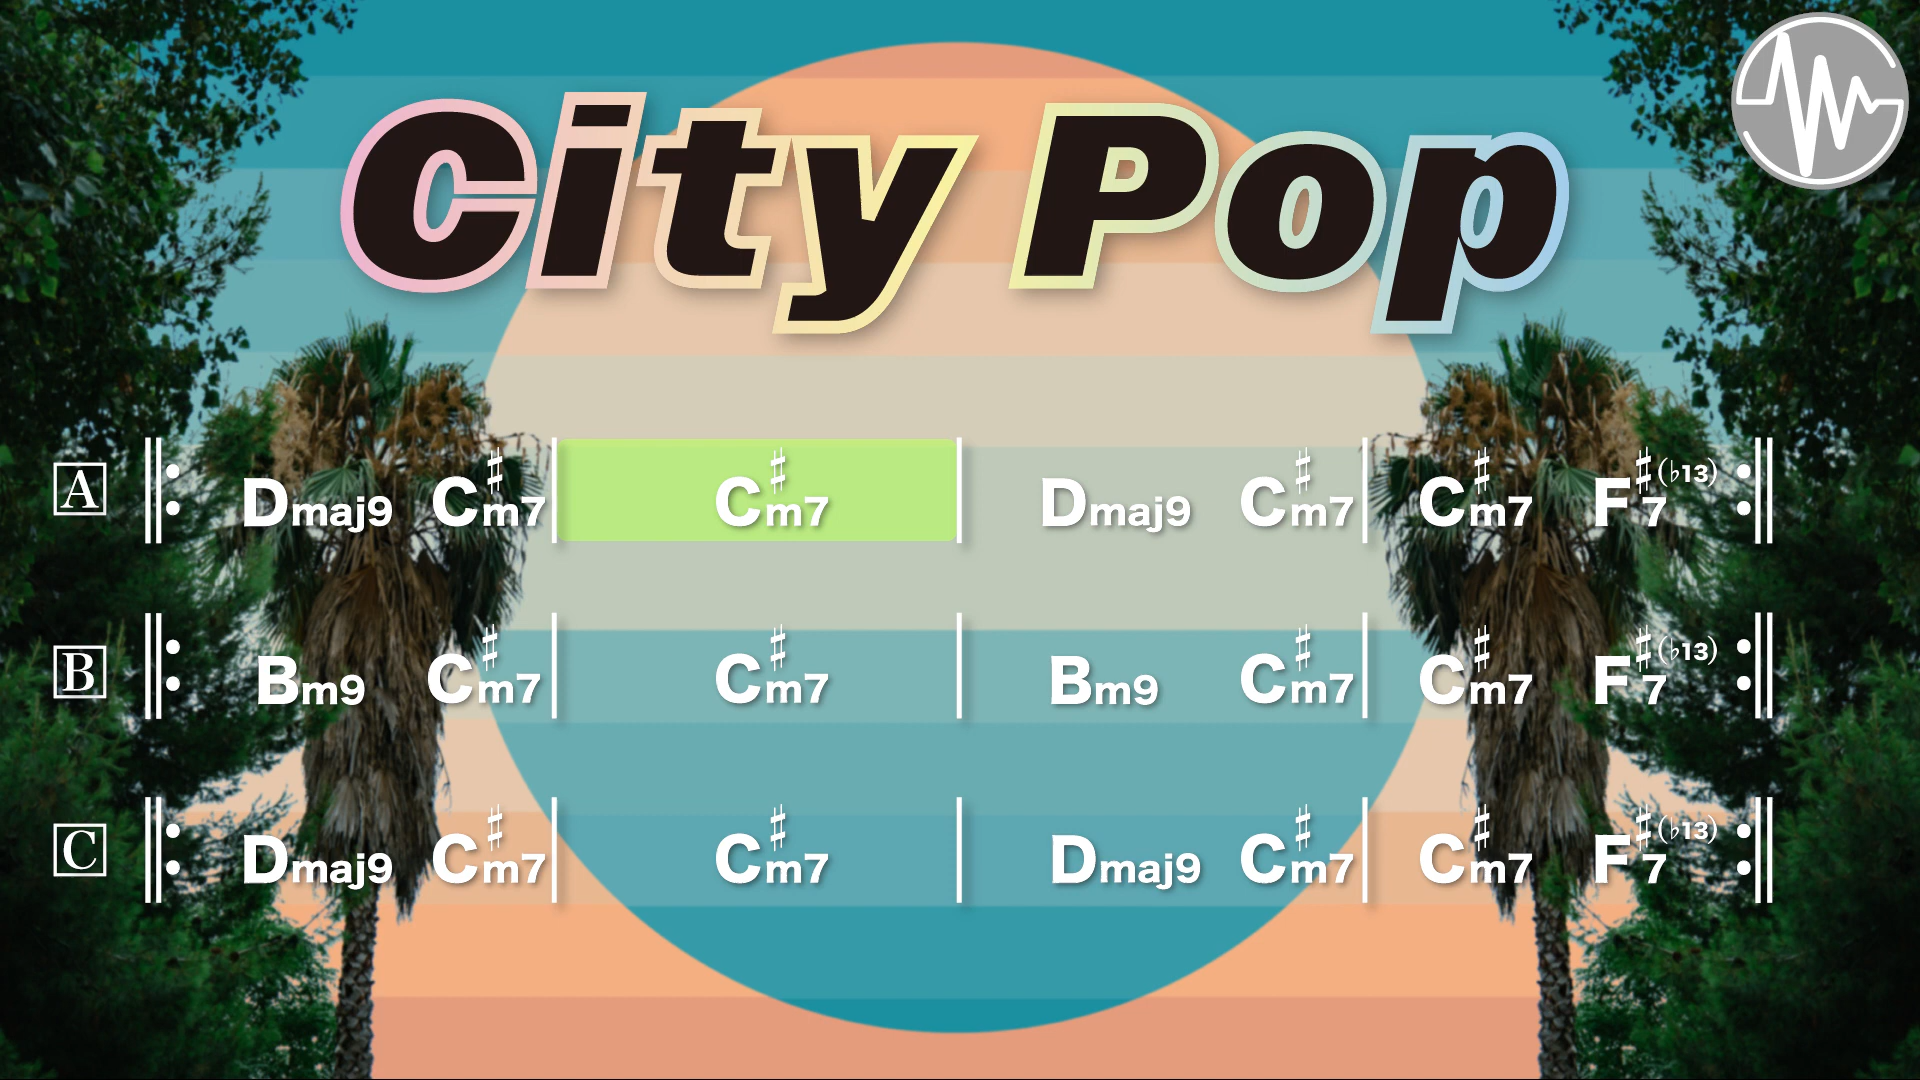 City Pop
A Dmaj9 C♯m7 C♯m7 Dmaj9 C♯m7 C♯m7 F♯7(♭13)
B Bm9 C♯m7 C♯m7 Bm9 C♯m7 C♯m7 F♯7(♭13)
C Dmaj9 C♯m7 C♯m7 Dmaj9 C♯m7 C♯m7 F♯7(♭13)